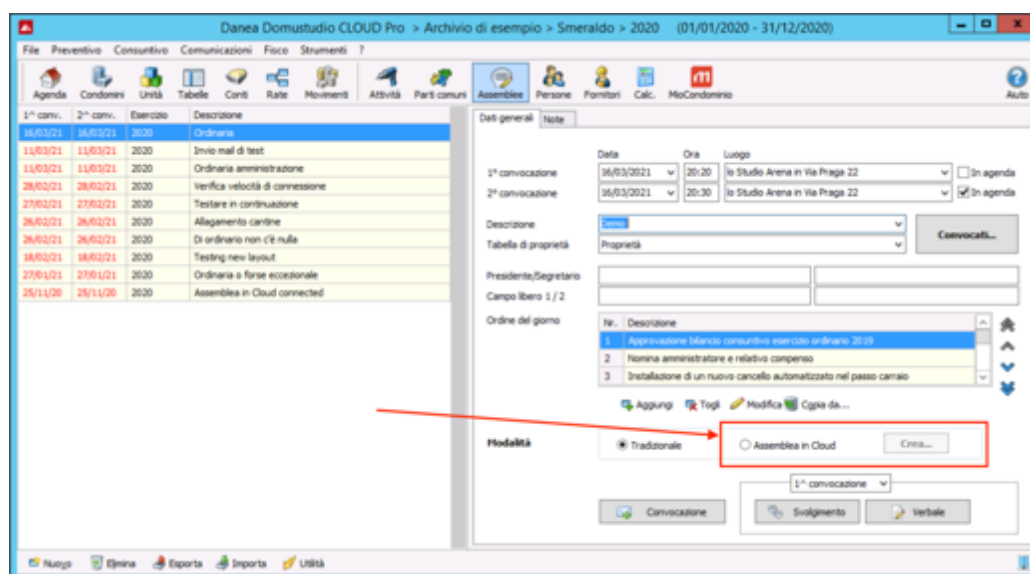 Danea Domustudio CLOUD Pro > Archivio di esempio > Smeraldo > 2020 (01/01/2020 - 31/12/2020)
File Preventivo Consuntivo Comunicazioni Fisco Strumenti ?
Agenda Condomini Unità Tabelle Conti Rate Movimenti Attività Parti comuni Assemblee Persone Fornitori Calc. MioCondominio Aiuto
1^ conv. 2^ conv. Esercizio Descrizione
16/03/21 16/03/21 2020 Ordinaria
11/03/21 11/03/21 2020 Invio mail di test
11/03/21 11/03/21 2020 Ordinaria amministrazione
28/02/21 28/02/21 2020 Verifica velocità di connessione
27/02/21 27/02/21 2020 Testare in continuazione
26/02/21 26/02/21 2020 Allagamento cantine
26/02/21 26/02/21 2020 Di ordinario non c'è nulla
18/02/21 18/02/21 2020 Testing new layout
27/01/21 27/01/21 2020 Ordinaria o forse eccezionale
25/11/20 25/11/20 2020 Assemblea in Cloud connected
Dati generali Note
Data Ora Luogo
1ª convocazione 16/03/2021 20:20 lo Studio Arena in Via Praga 22 In agenda
2ª convocazione 16/03/2021 20:30 lo Studio Arena in Via Praga 22 In agenda
Descrizione Demo
Convocati...
Tabella di proprietà Proprietà
Presidente/Segretario
Campo libero 1 / 2
Ordine del giorno Nr. Descrizione
1 Approvazione bilancio consuntivo esercizio ordinario 2019
2 Nomina amministratore e relativo compenso
3 Installazione di un nuovo cancello automatizzato nel passo carraio
Aggiungi Togli Modifica Copia da...
Modalità Tradizionale Assemblea in Cloud Crea...
1^ convocazione
Convocazione Svolgimento Verbale
Nuovo Elimina Esporta Importa Utilità